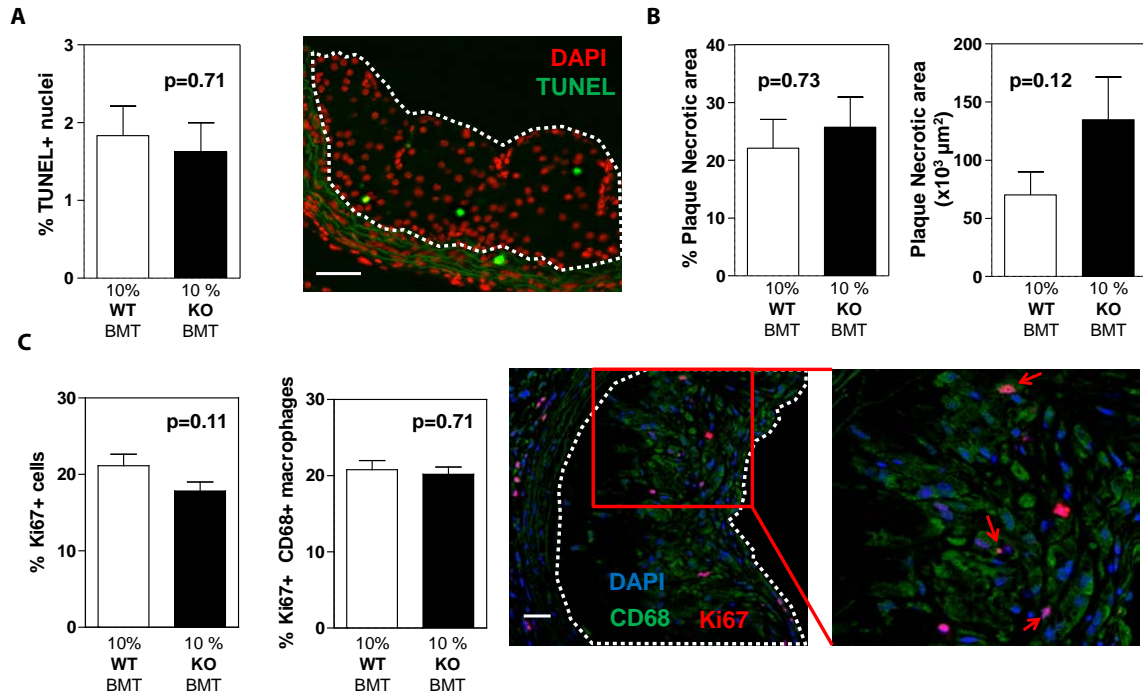 A
% TUNEL+ nuclei
3
2
1
0
p=0.71
10%
WT
BMT
10 %
KO
BMT
DAPI
TUNEL
B
% Plaque Necrotic area
40
30
20
10
0
p=0.73
10%
WT
BMT
10 %
KO
BMT
Plaque Necrotic area
(x10³ µm²)
200
150
100
50
0
p=0.12
10%
WT
BMT
10 %
KO
BMT
C
% Ki67+ cells
30
20
10
0
p=0.11
10%
WT
BMT
10 %
KO
BMT
% Ki67+ CD68+ macrophages
30
20
10
0
p=0.71
10%
WT
BMT
10 %
KO
BMT
DAPI
CD68 Ki67